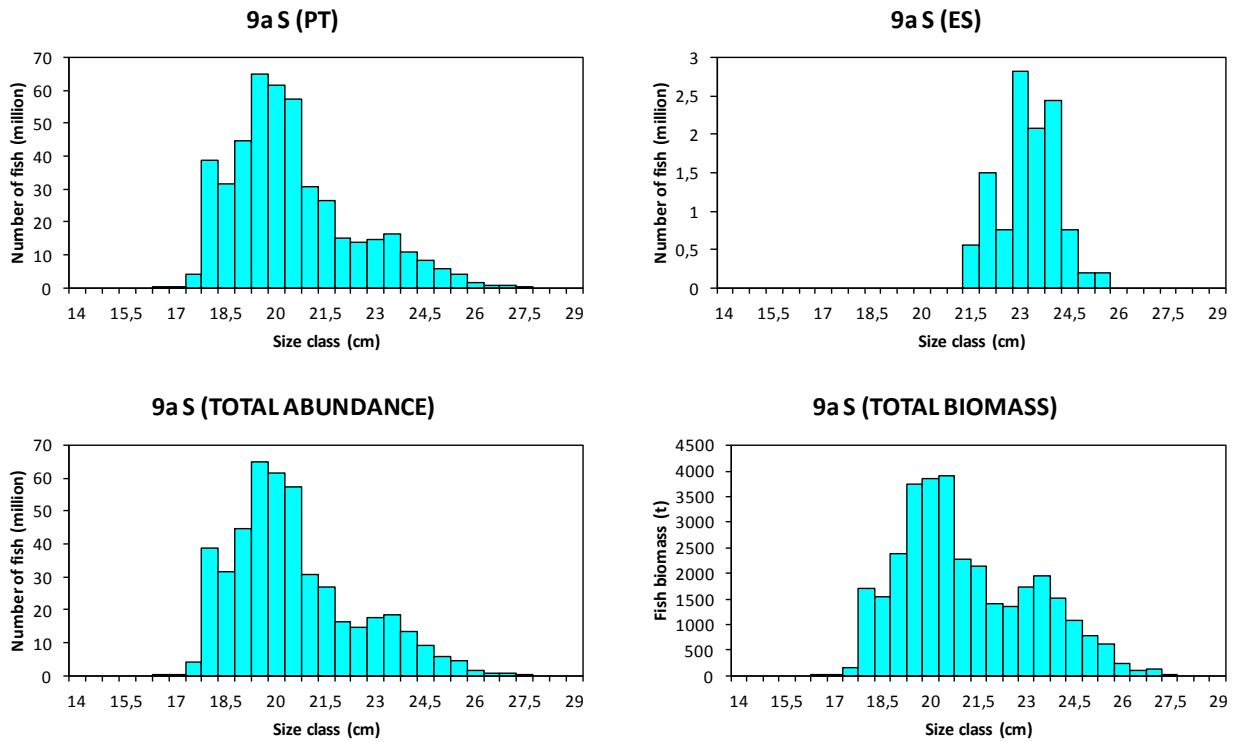 9a S (PT)
Number of fish (million)
70
60
50
40
30
20
10
0
14 15,5 17 18,5 20 21,5 23 24,5 26 27,5 29
Size class (cm)
9a S (ES)
Number of fish (million)
3
2,5
2
1,5
1
0,5
0
14 15,5 17 18,5 20 21,5 23 24,5 26 27,5 29
Size class (cm)
9a S (TOTAL ABUNDANCE)
Number of fish (million)
70
60
50
40
30
20
10
0
14 15,5 17 18,5 20 21,5 23 24,5 26 27,5 29
Size class (cm)
9a S (TOTAL BIOMASS)
Fish biomass (t)
4500
4000
3500
3000
2500
2000
1500
1000
500
0
14 15,5 17 18,5 20 21,5 23 24,5 26 27,5 29
Size class (cm)